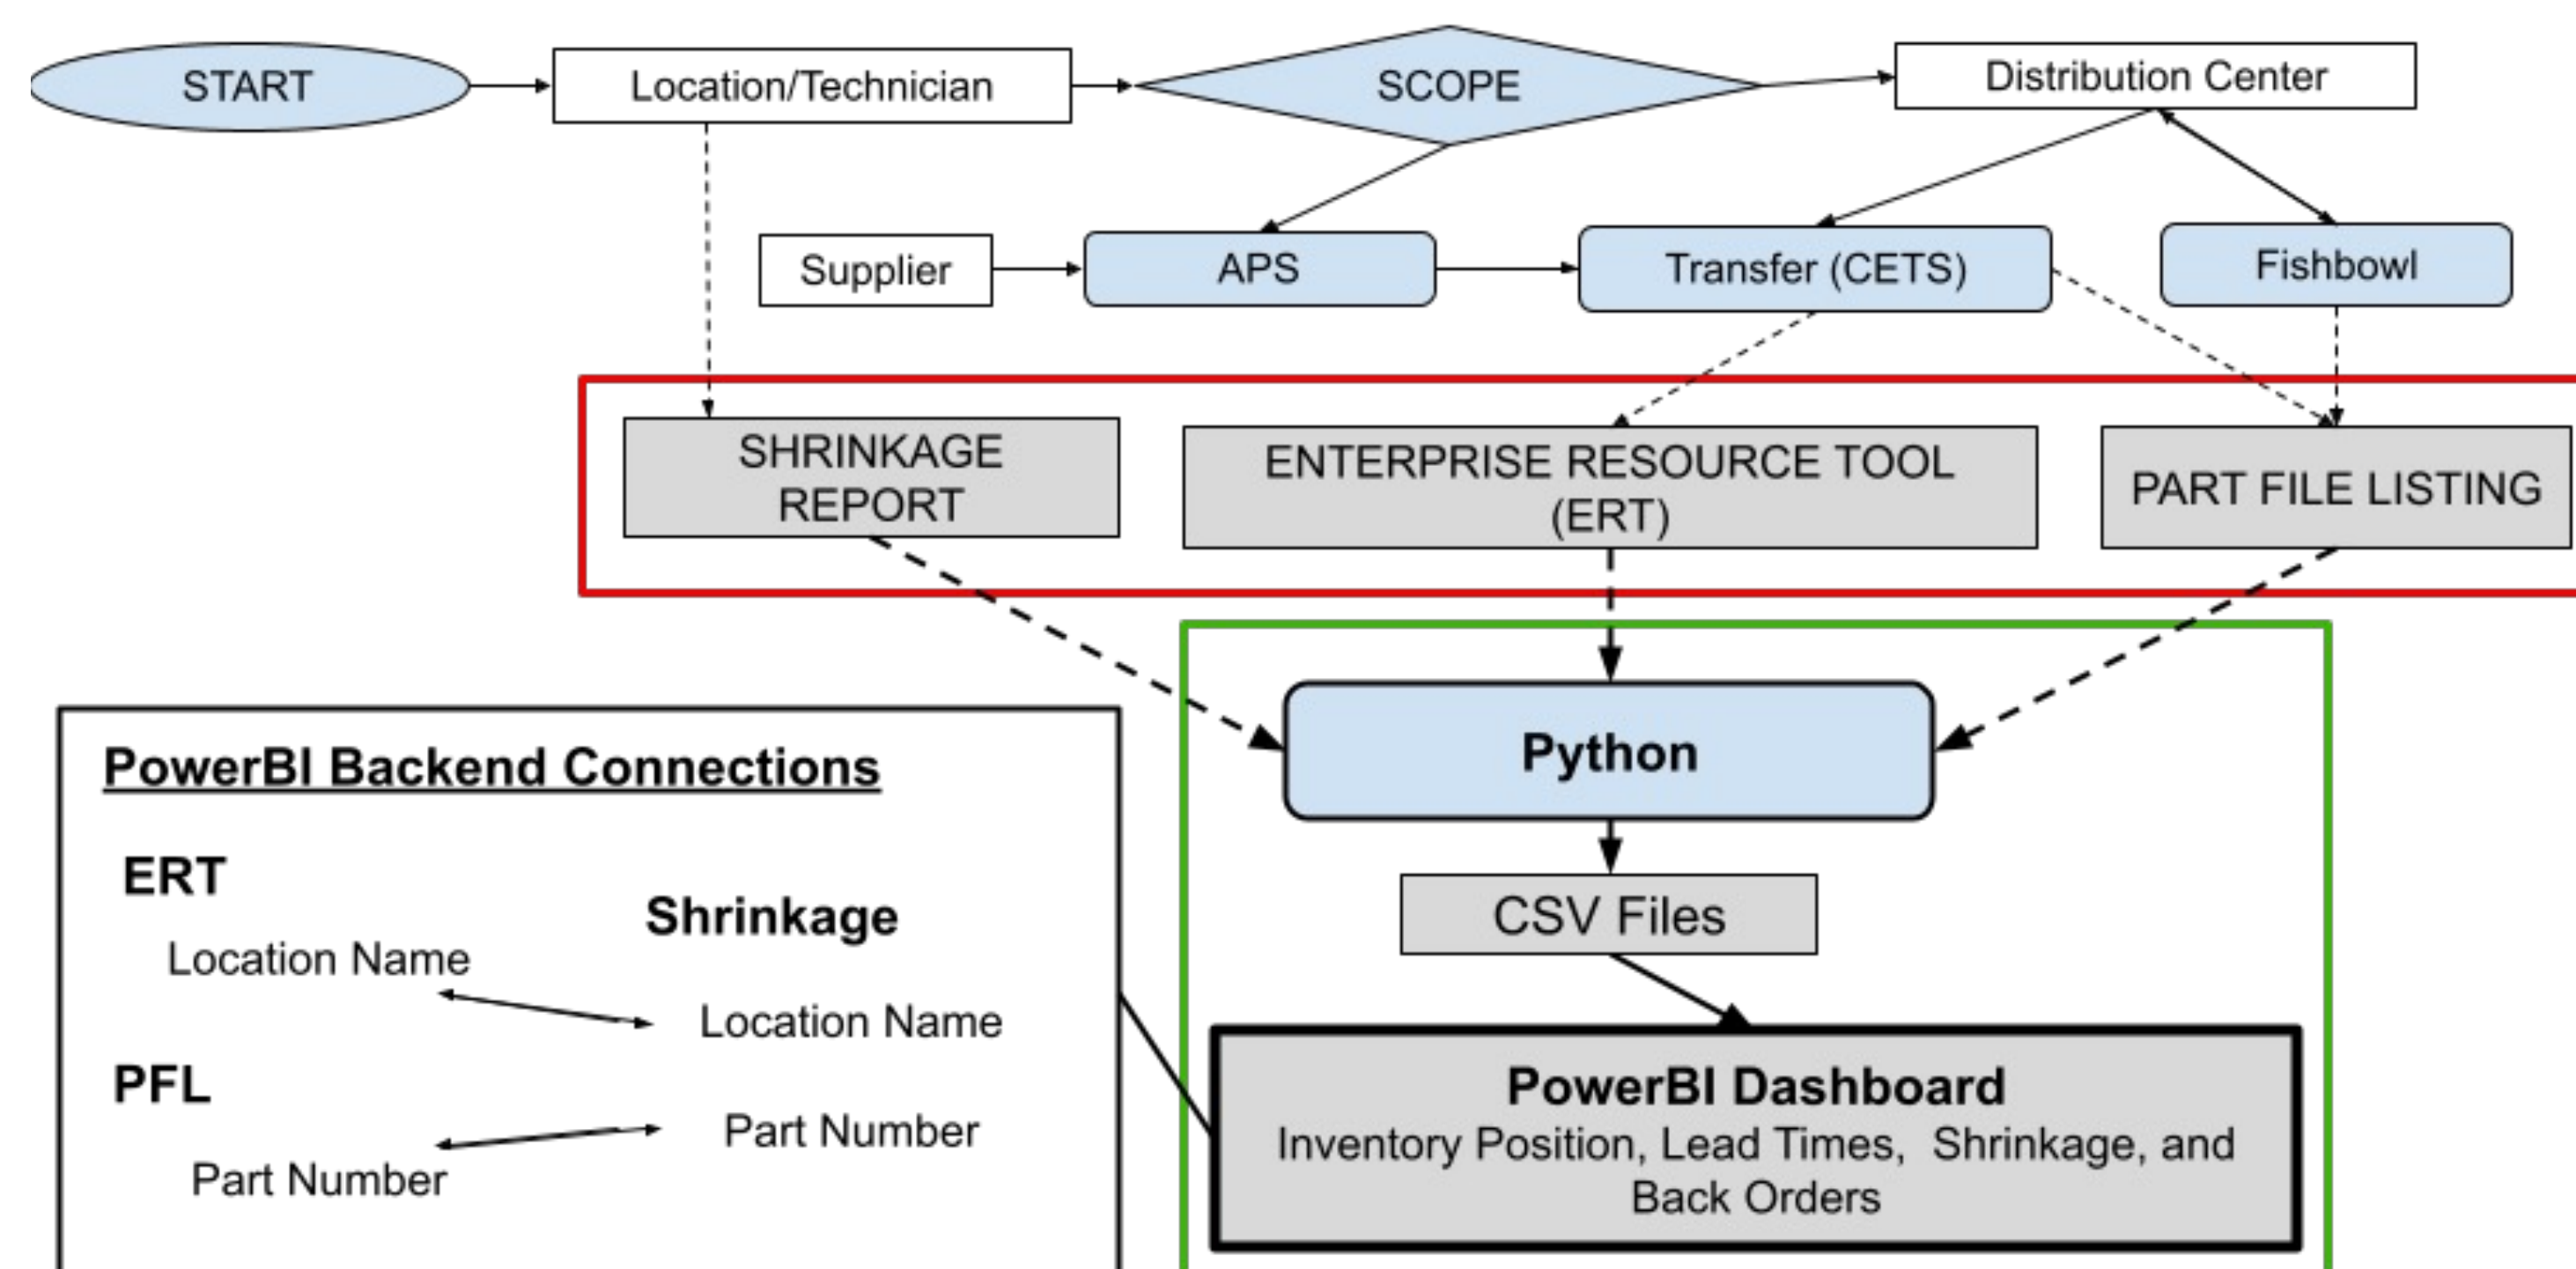 START
Location/Technician
SCOPE
Distribution Center
Supplier
APS
Transfer (CETS)
Fishbowl
SHRINKAGE
REPORT
ENTERPRISE RESOURCE TOOL
(ERT)
PART FILE LISTING
Python
CSV Files
PowerBI Dashboard
Inventory Position, Lead Times,  Shrinkage, and
Back Orders
PowerBI Backend Connections
ERT
Location Name
Shrinkage
Location Name
PFL
Part Number
Part Number